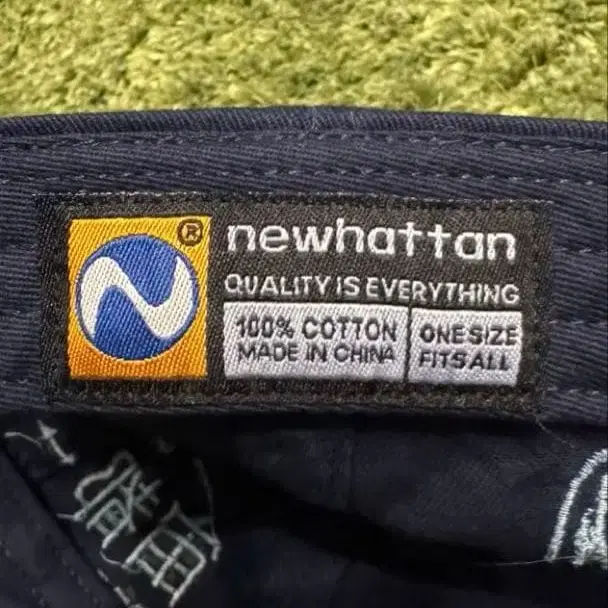 ®
newhattan
QUALITY IS EVERYTHING
100% COTTON
MADE IN CHINA
ONE SIZE
FITS ALL